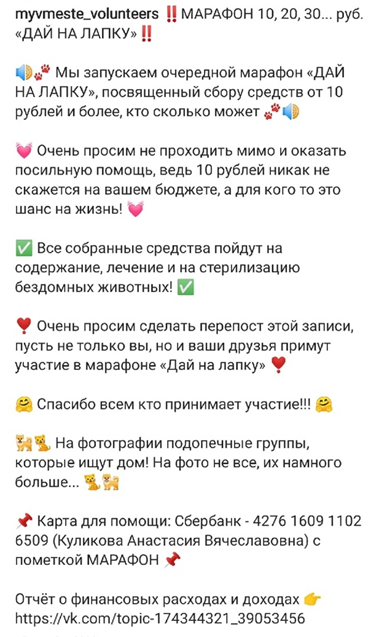 myvmeste_volunteers ‼️МАРАФОН 10, 20, 30... руб.
«ДАЙ НА ЛАПКУ»‼️
🔊🐾 Мы запускаем очередной марафон «ДАЙ
НА ЛАПКУ», посвященный сбору средств от 10
рублей и более, кто сколько может 🐾🔊
💓 Очень просим не проходить мимо и оказать
посильную помощь, ведь 10 рублей никак не
скажется на вашем бюджете, а для кого то это
шанс на жизнь! 💓
✅ Все собранные средства пойдут на
содержание, лечение и на стерилизацию
бездомных животных! ✅
❣️ Очень просим сделать перепост этой записи,
пусть не только вы, но и ваши друзья примут
участие в марафоне «Дай на лапку» ❣️
🤗 Спасибо всем кто принимает участие!!! 🤗
🐕🐈 На фотографии подопечные группы,
которые ищут дом! На фото не все, их намного
больше... 🐈🐕
📌 Карта для помощи: Сбербанк - 4276 1609 1102
6509 (Куликова Анастасия Вячеславовна) с
пометкой МАРАФОН 📌
Отчёт о финансовых расходах и доходах 👉
https://vk.com/topic-174344321_39053456